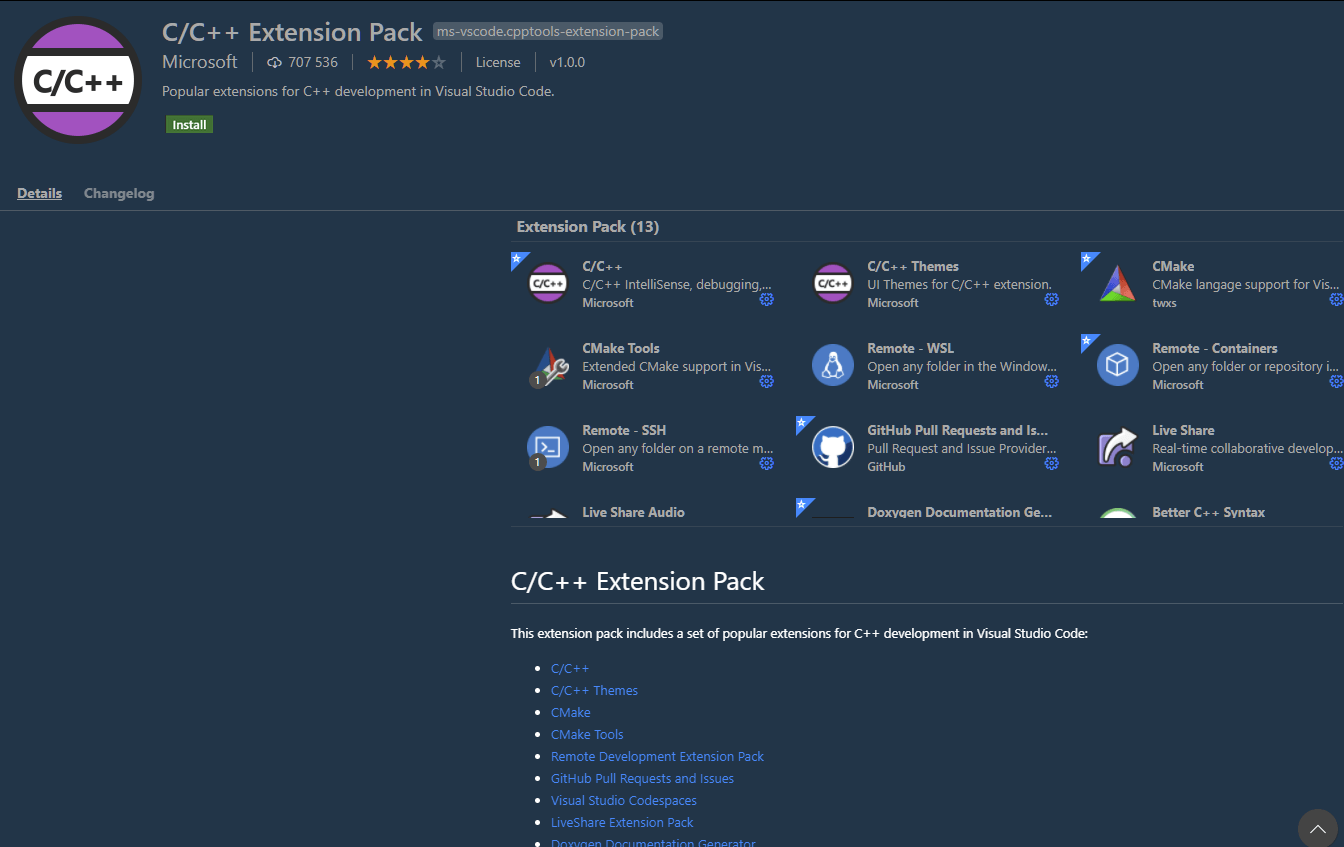 C/C++ Extension Pack ms-vscode.cpptools-extension-pack
C/C++
Microsoft 707 536 License v1.0.0
Popular extensions for C++ development in Visual Studio Code.
Install
Details Changelog
Extension Pack (13)
C/C++
C/C++
C/C++ IntelliSense, debugging,...
Microsoft
C/C++
C/C++ Themes
UI Themes for C/C++ extension.
Microsoft
CMake
CMake langage support for Vis...
twxs
1
CMake Tools
Extended CMake support in Vis...
Microsoft
Remote - WSL
Open any folder in the Window...
Microsoft
Remote - Containers
Open any folder or repository i...
Microsoft
1
Remote - SSH
Open any folder on a remote m...
Microsoft
GitHub Pull Requests and Is...
Pull Request and Issue Provider...
GitHub
Live Share
Real-time collaborative develop...
Microsoft
Live Share Audio
Doxygen Documentation Ge...
Better C++ Syntax
C/C++ Extension Pack
This extension pack includes a set of popular extensions for C++ development in Visual Studio Code:
C/C++
C/C++ Themes
CMake
CMake Tools
Remote Development Extension Pack
GitHub Pull Requests and Issues
Visual Studio Codespaces
LiveShare Extension Pack
Doxygen Documentation Generator